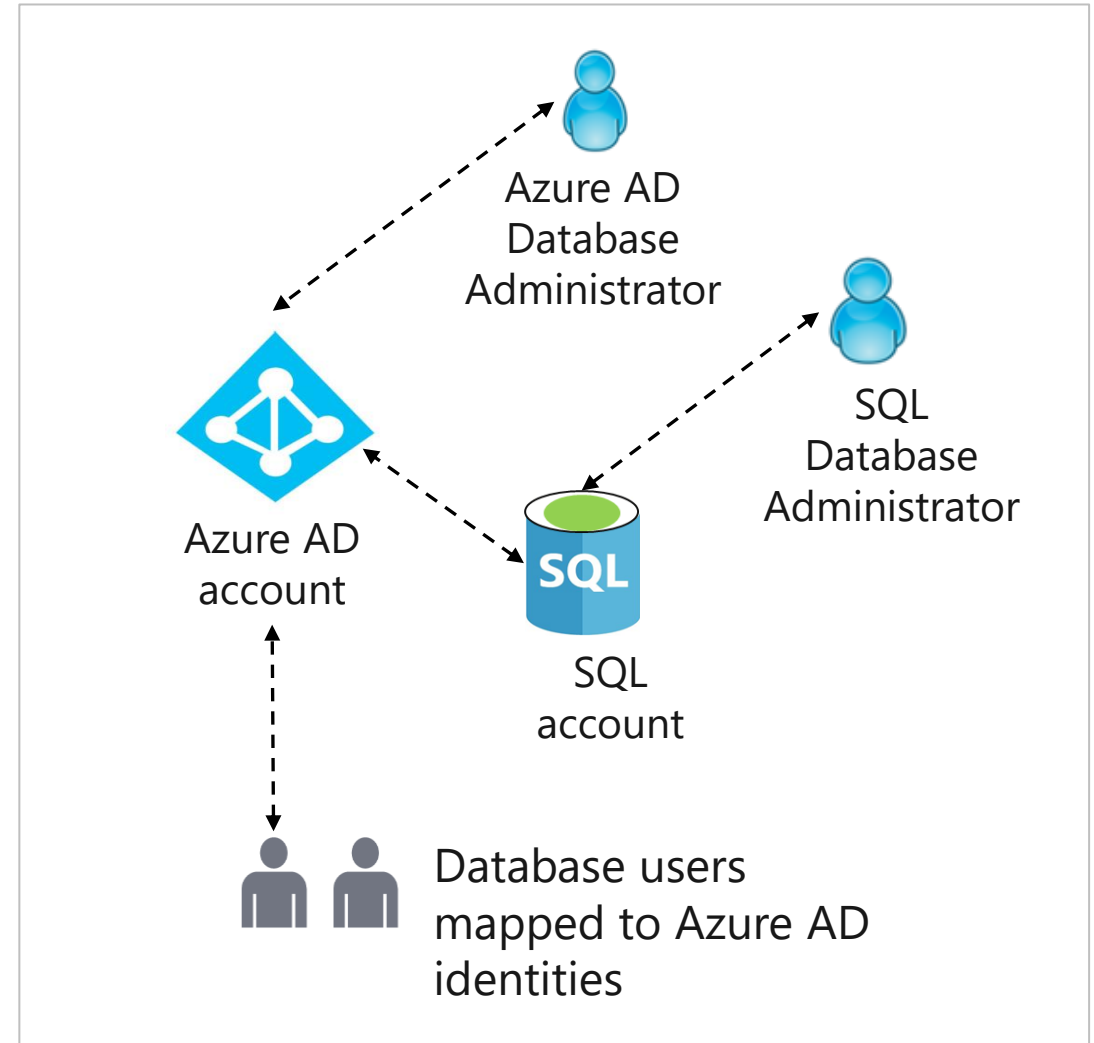 Azure AD
Database
Administrator
SQL
Database
Administrator
Azure AD
account
SQL
SQL
account
Database users
mapped to Azure AD
identities